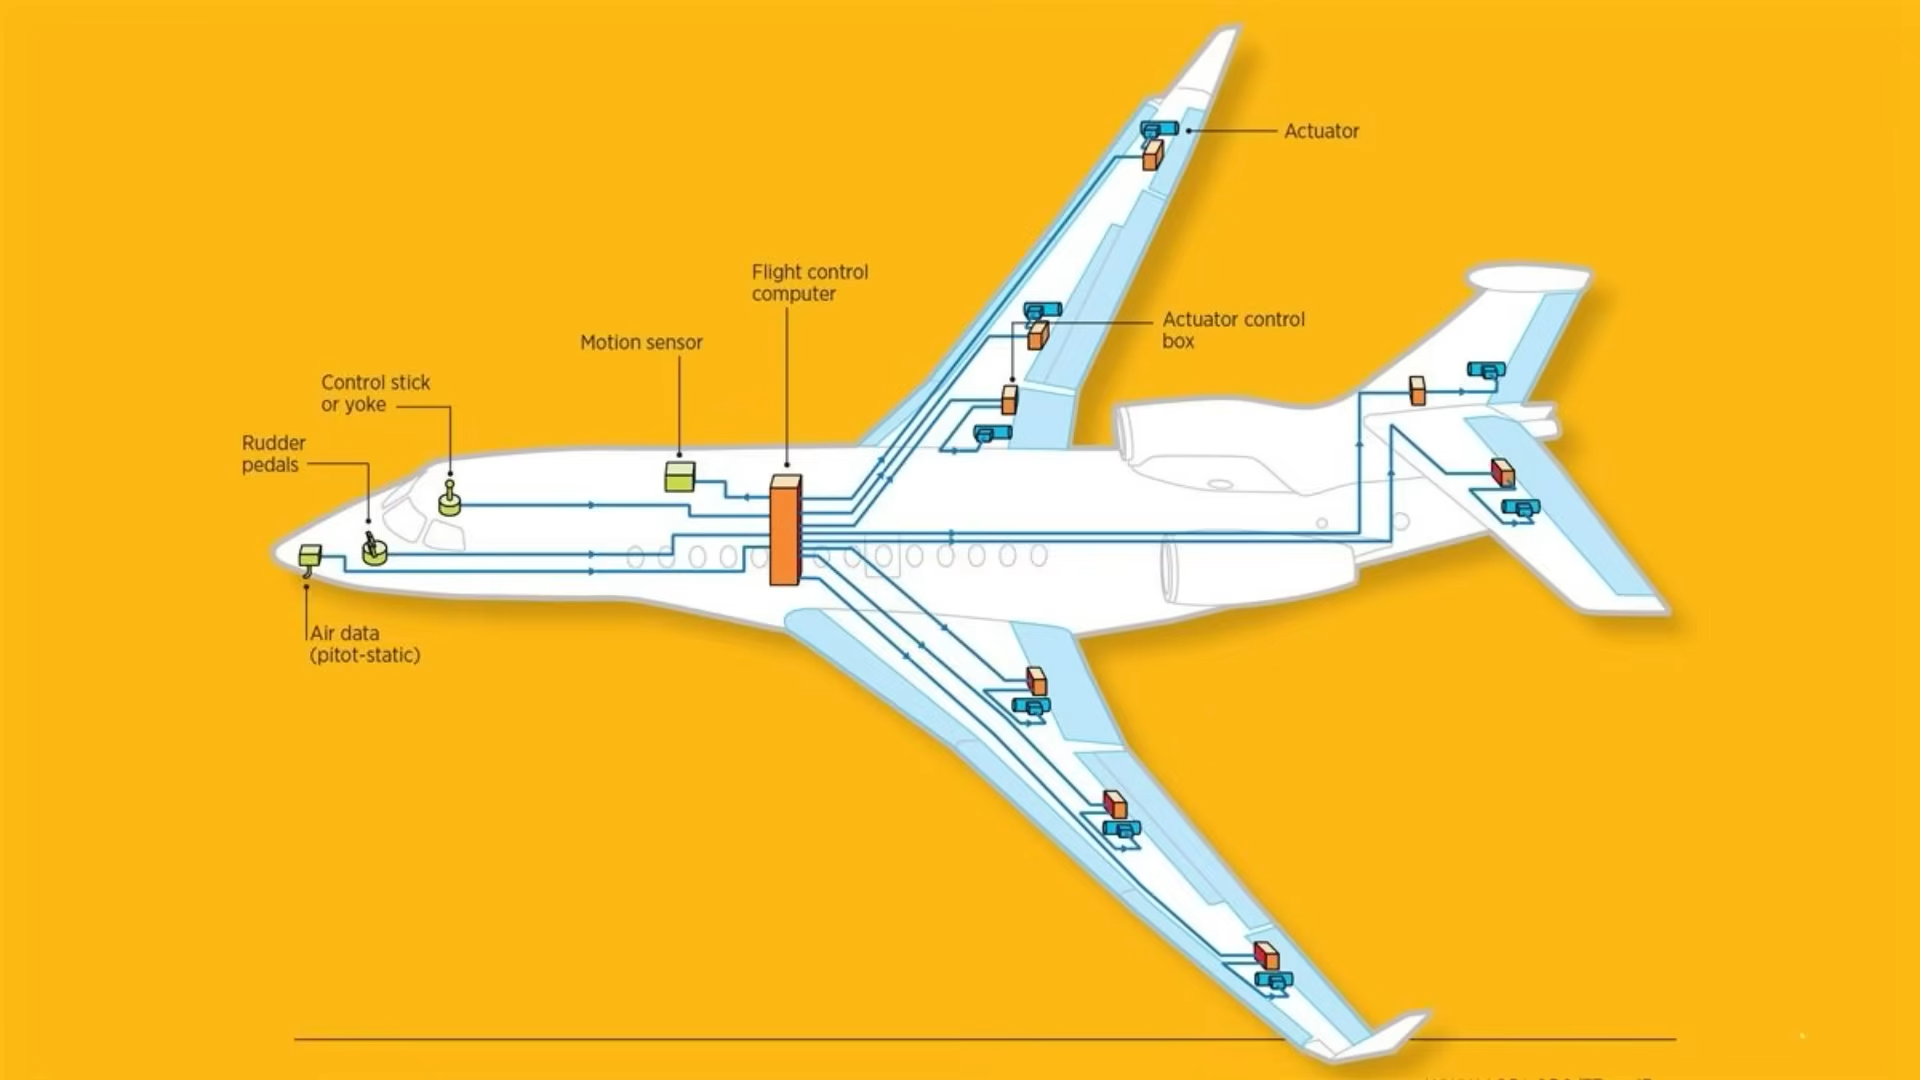 Actuator
Flight control
computer
Actuator control
box
Motion sensor
Control stick
or yoke
Rudder
pedals
Air data
(pitot-static)